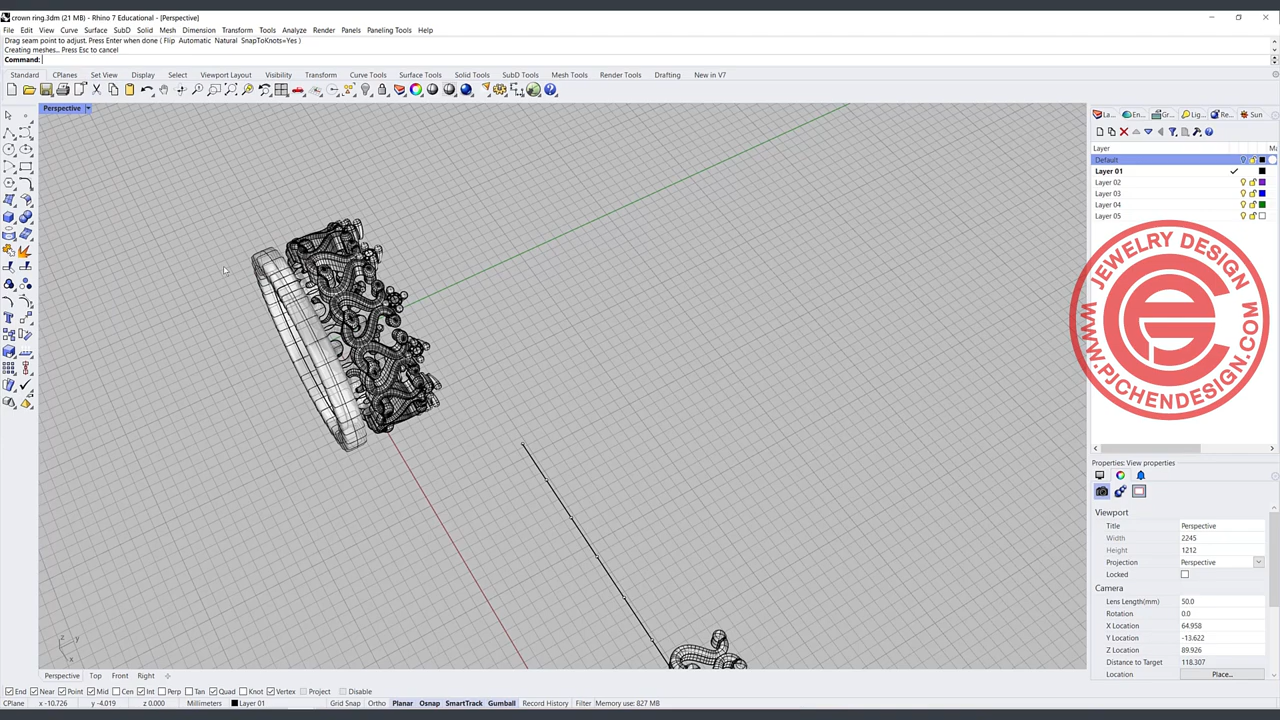 crown ring.3dm (21 MB) - Rhino 7 Educational - [Perspective]
File Edit View Curve Surface SubD Solid Mesh Dimension Transform Tools Analyze Render Panels Paneling Tools Help
Drag seam point to adjust. Press Enter when done ( Flip Automatic Natural SnapToKnots=Yes )
Creating meshes... Press Esc to cancel
Command:
Standard CPlanes Set View Display Select Viewport Layout Visibility Transform Curve Tools Surface Tools Solid Tools SubD Tools Mesh Tools Render Tools Drafting New in V7
Perspective
La... En... Gr... Lig... Re... Sun
Layer
Default
Layer 01
Layer 02
Layer 03
Layer 04
Layer 05
JEWELRY DESIGN
WWW.PJCHENDESIGN.COM
Properties: View properties
Viewport
Title Perspective
Width 2245
Height 1212
Projection Perspective
Locked
Camera
Lens Length(mm) 50.0
Rotation 0.0
X Location 64.958
Y Location -13.622
Z Location 89.926
Distance to Target 118.307
Location Place...
z y
x
Perspective Top Front Right
End Near Point Mid Cen Int Perp Tan Quad Knot Vertex Project Disable
CPlane x -10.726 y -4.019 z 0.000 Millimeters Layer 01 Grid Snap Ortho Planar Osnap SmartTrack Gumball Record History Filter Memory use: 827 MB